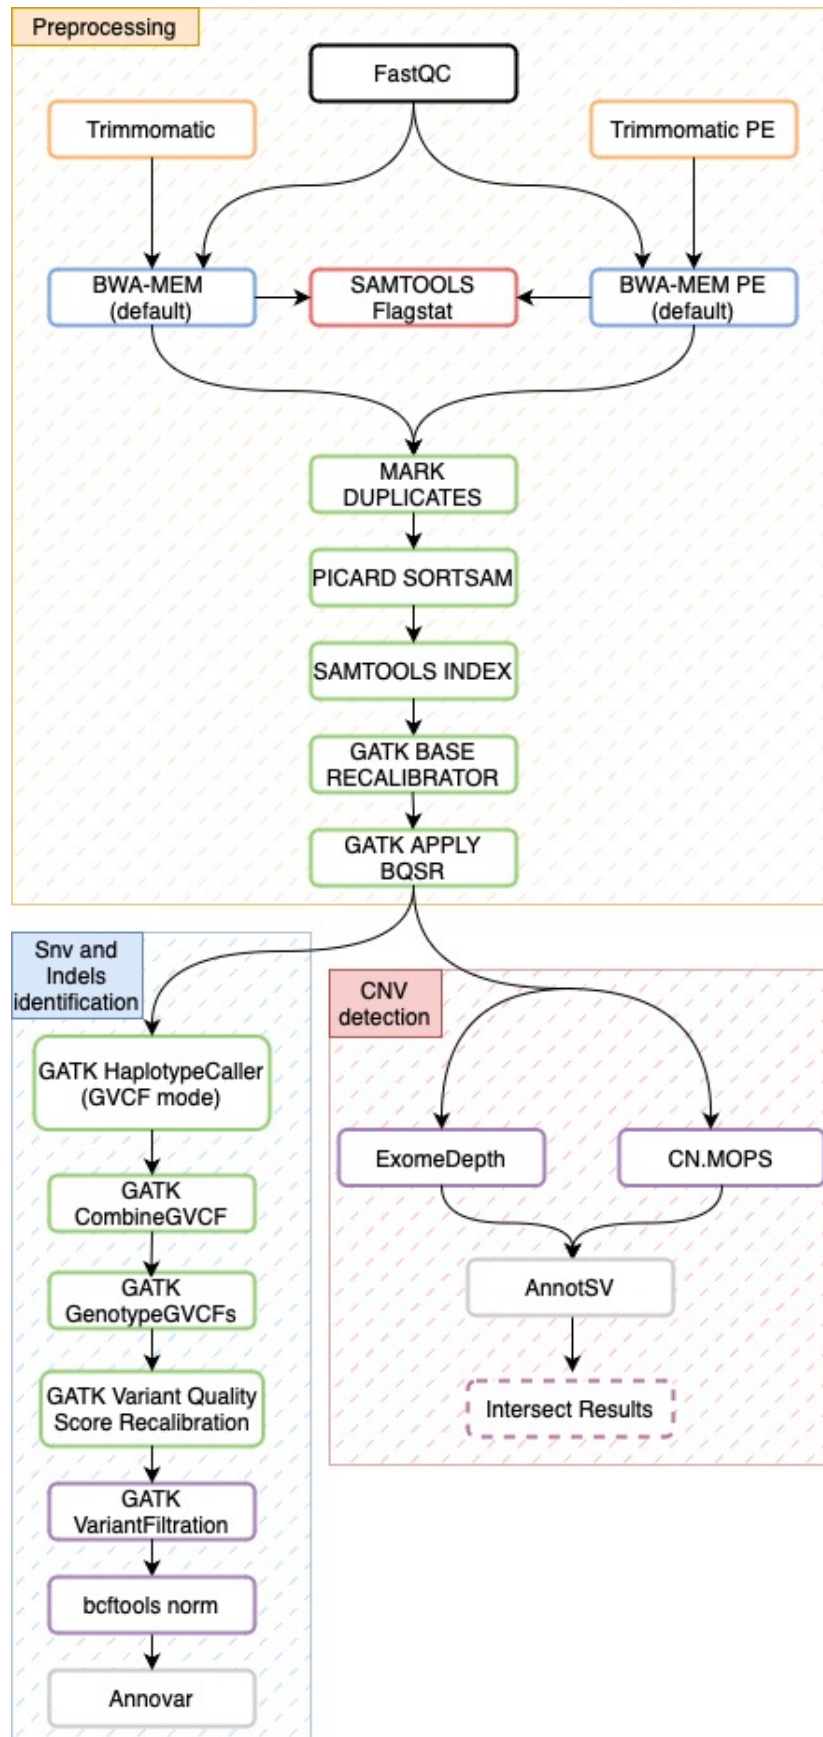 Preprocessing
FastQC
Trimmomatic
Trimmomatic PE
BWA-MEM
(default)
SAMTOOLS
Flagstat
BWA-MEM PE
(default)
MARK
DUPLICATES
PICARD SORTSAM
SAMTOOLS INDEX
GATK BASE
RECALIBRATOR
GATK APPLY
BQSR
Snv and
Indels
identification
GATK HaplotypeCaller
(GVCF mode)
GATK
CombineGVCF
GATK
GenotypeGVCFs
GATK Variant Quality
Score Recalibration
GATK
VariantFiltration
bcftools norm
Annovar
CNV
detection
ExomeDepth
CN.MOPS
AnnotSV
Intersect Results